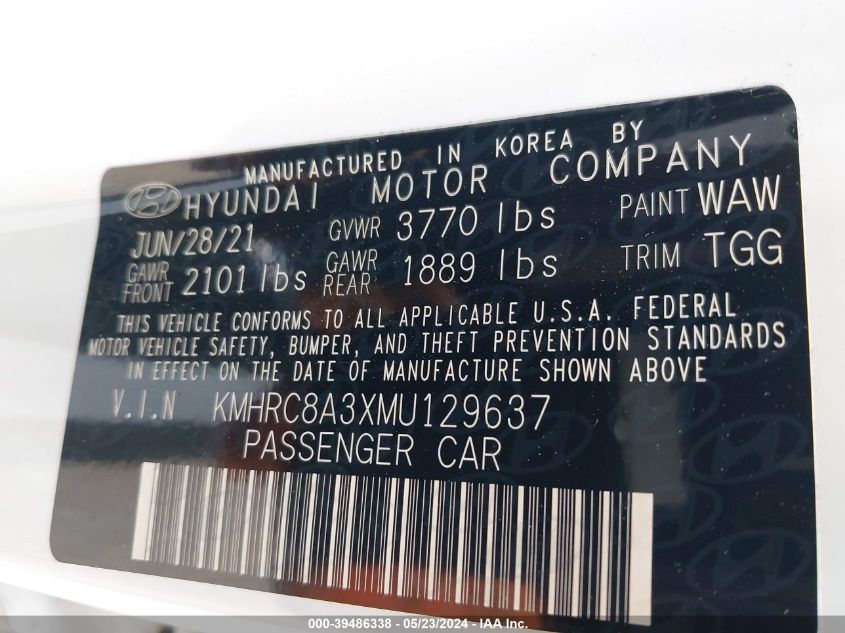 MANUFACTURED IN KOREA BY
HYUNDAI MOTOR COMPANY
JUN/28/21 GVWR 3770 lbs PAINT WAW
GAWR FRONT 2101 lbs GAWR REAR 1889 lbs TRIM TGG
THIS VEHICLE CONFORMS TO ALL APPLICABLE U.S.A. FEDERAL
MOTOR VEHICLE SAFETY, BUMPER, AND THEFT PREVENTION STANDARDS
IN EFFECT ON THE DATE OF MANUFACTURE SHOWN ABOVE
V.I.N KMHRC8A3XMU129637
PASSENGER CAR
000-39486338 - 05/23/2024 - IAA Inc.